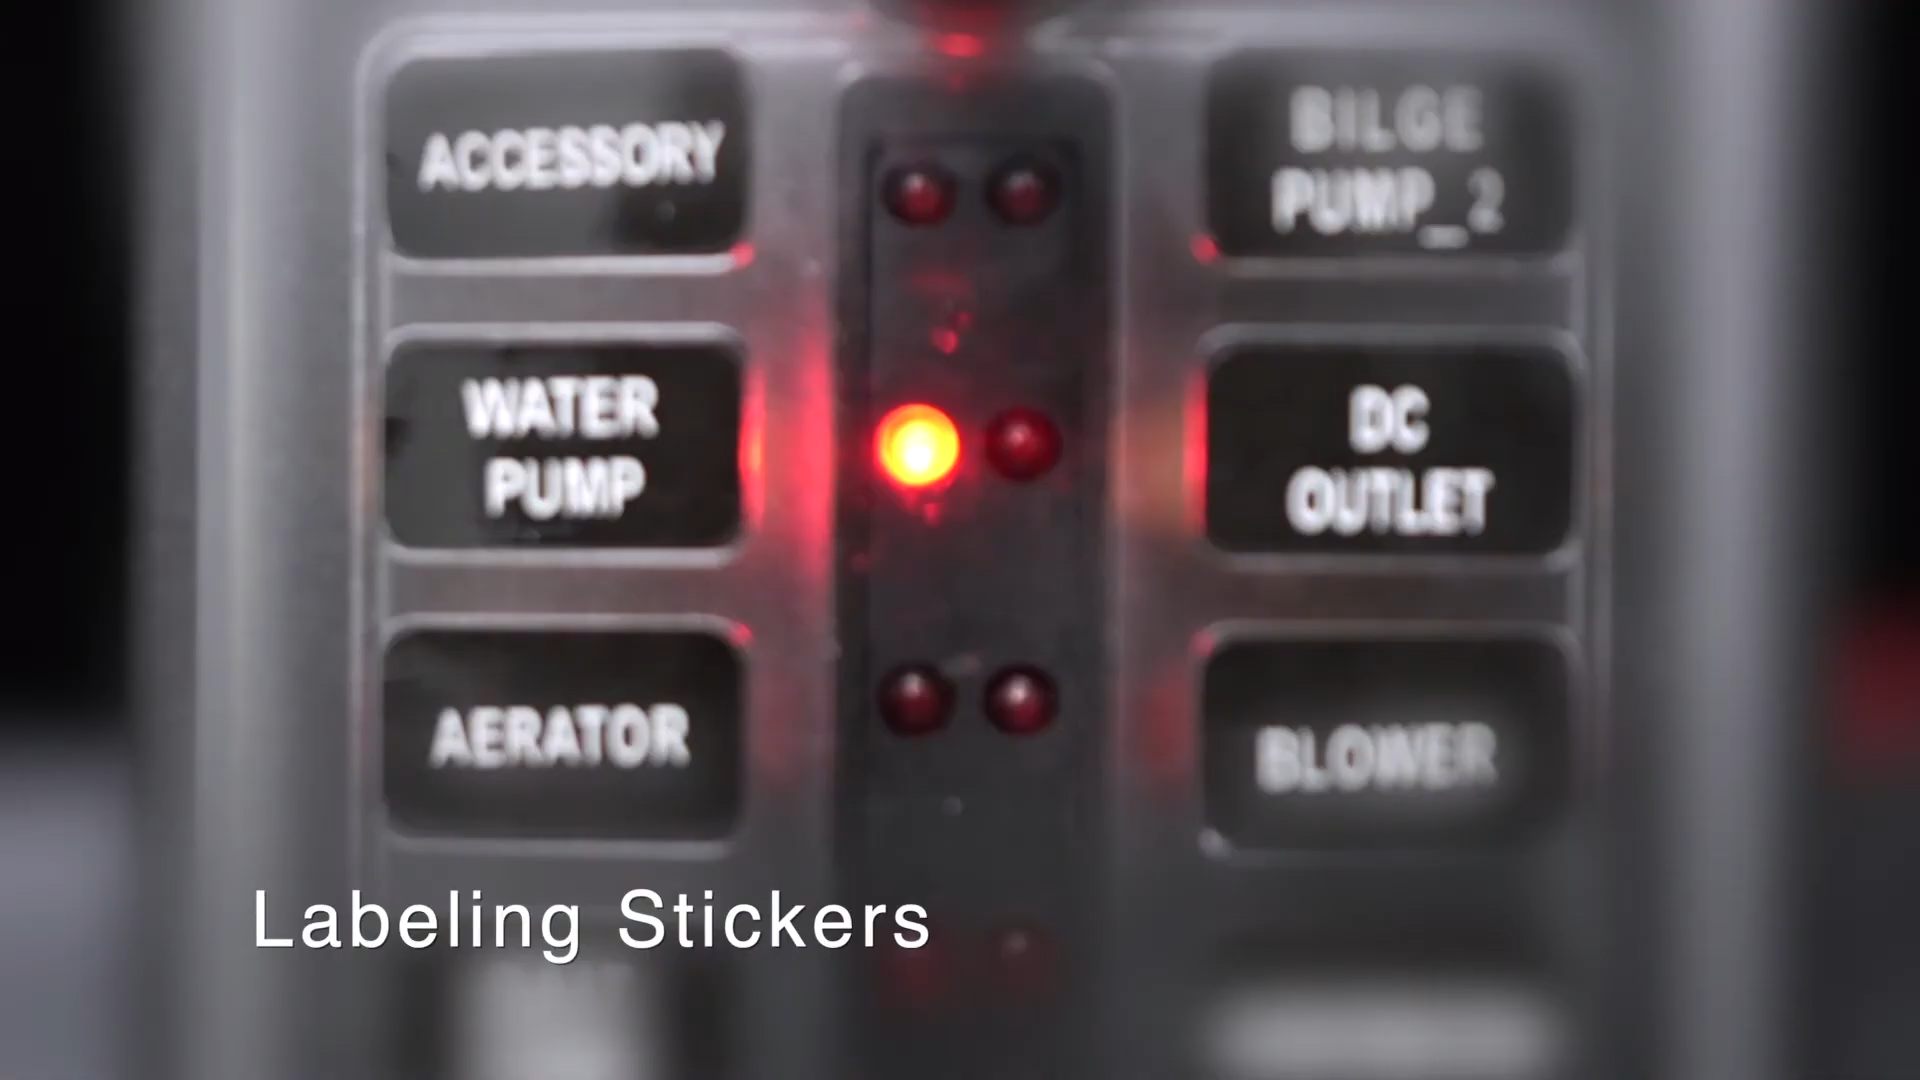 ACCESSORY
BILGE
PUMP_2
WATER
PUMP
DC
OUTLET
AERATOR
BLOWER
Labeling Stickers